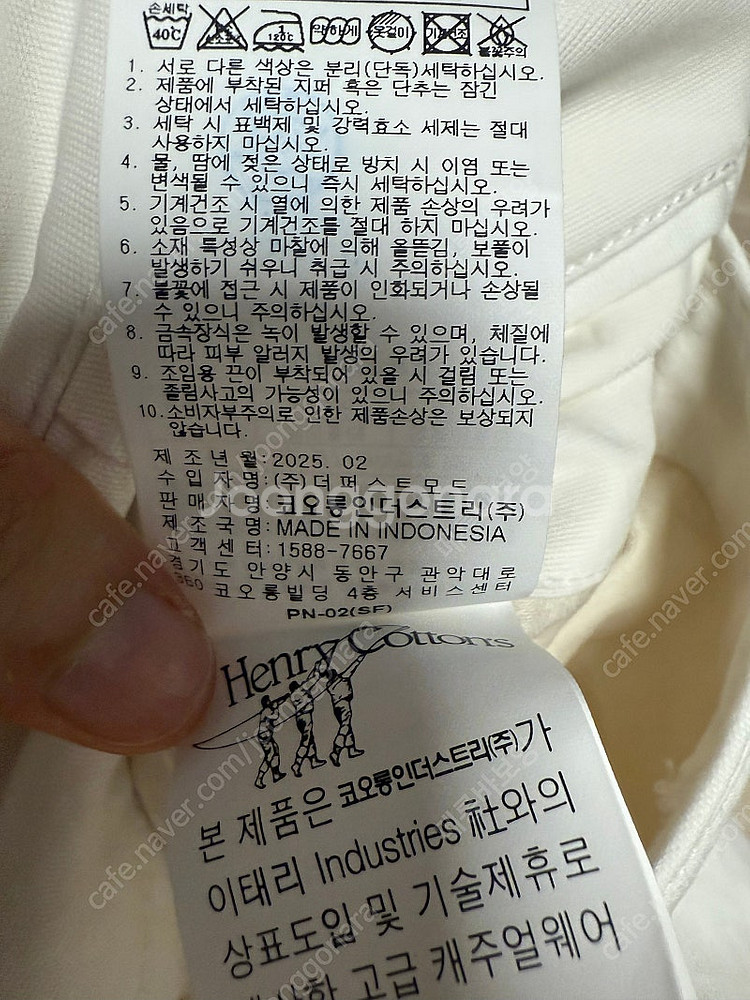 손세탁
40℃
120℃
약하게
옷걸이
기계건조
불꽃주의
1. 서로 다른 색상은 분리(단독)세탁하십시오.
2. 제품에 부착된 지퍼 혹은 단추는 잠긴
상태에서 세탁하십시오.
3. 세탁 시 표백제 및 강력효소 세제는 절대
사용하지 마십시오.
4. 물, 땀에 젖은 상태로 방치 시 이염 또는
변색될 수 있으니 즉시 세탁하십시오.
5. 기계건조 시 열에 의한 제품 손상의 우려가
있음으로 기계건조를 절대 하지 마십시오.
6. 소재 특성상 마찰에 의해 올뜯김, 보풀이
발생하기 쉬우니 취급 시 주의하십시오.
7. 불꽃에 접근 시 제품이 인화되거나 손상될
수 있으니 주의하십시오.
8. 금속장식은 녹이 발생할 수 있으며, 체질에
따라 피부 알러지 발생의 우려가 있습니다.
9. 조임용 끈이 부착되어 있을 시 걸림 또는
졸림사고의 가능성이 있으니 주의하십시오.
10. 소비자부주의로 인한 제품손상은 보상되지
않습니다.
제 조 년 월: 2025. 02
수 입 자 명: (주)더퍼스트모드
판 매 자 명: 코오롱인더스트리(주)
제 조 국 명: MADE IN INDONESIA
고 객 센 터: 1588-7667
경기도 안양시 동안구 관악대로
360 코오롱빌딩 4층 서비스센터
PN-02(SF)
Henry Cotton's
본 제품은 코오롱인더스트리(주)가
이태리 Industries 社와의
상표도입 및 기술제휴로
고급 캐주얼웨어
Joonggonara
cafe.naver.com/joonggonara